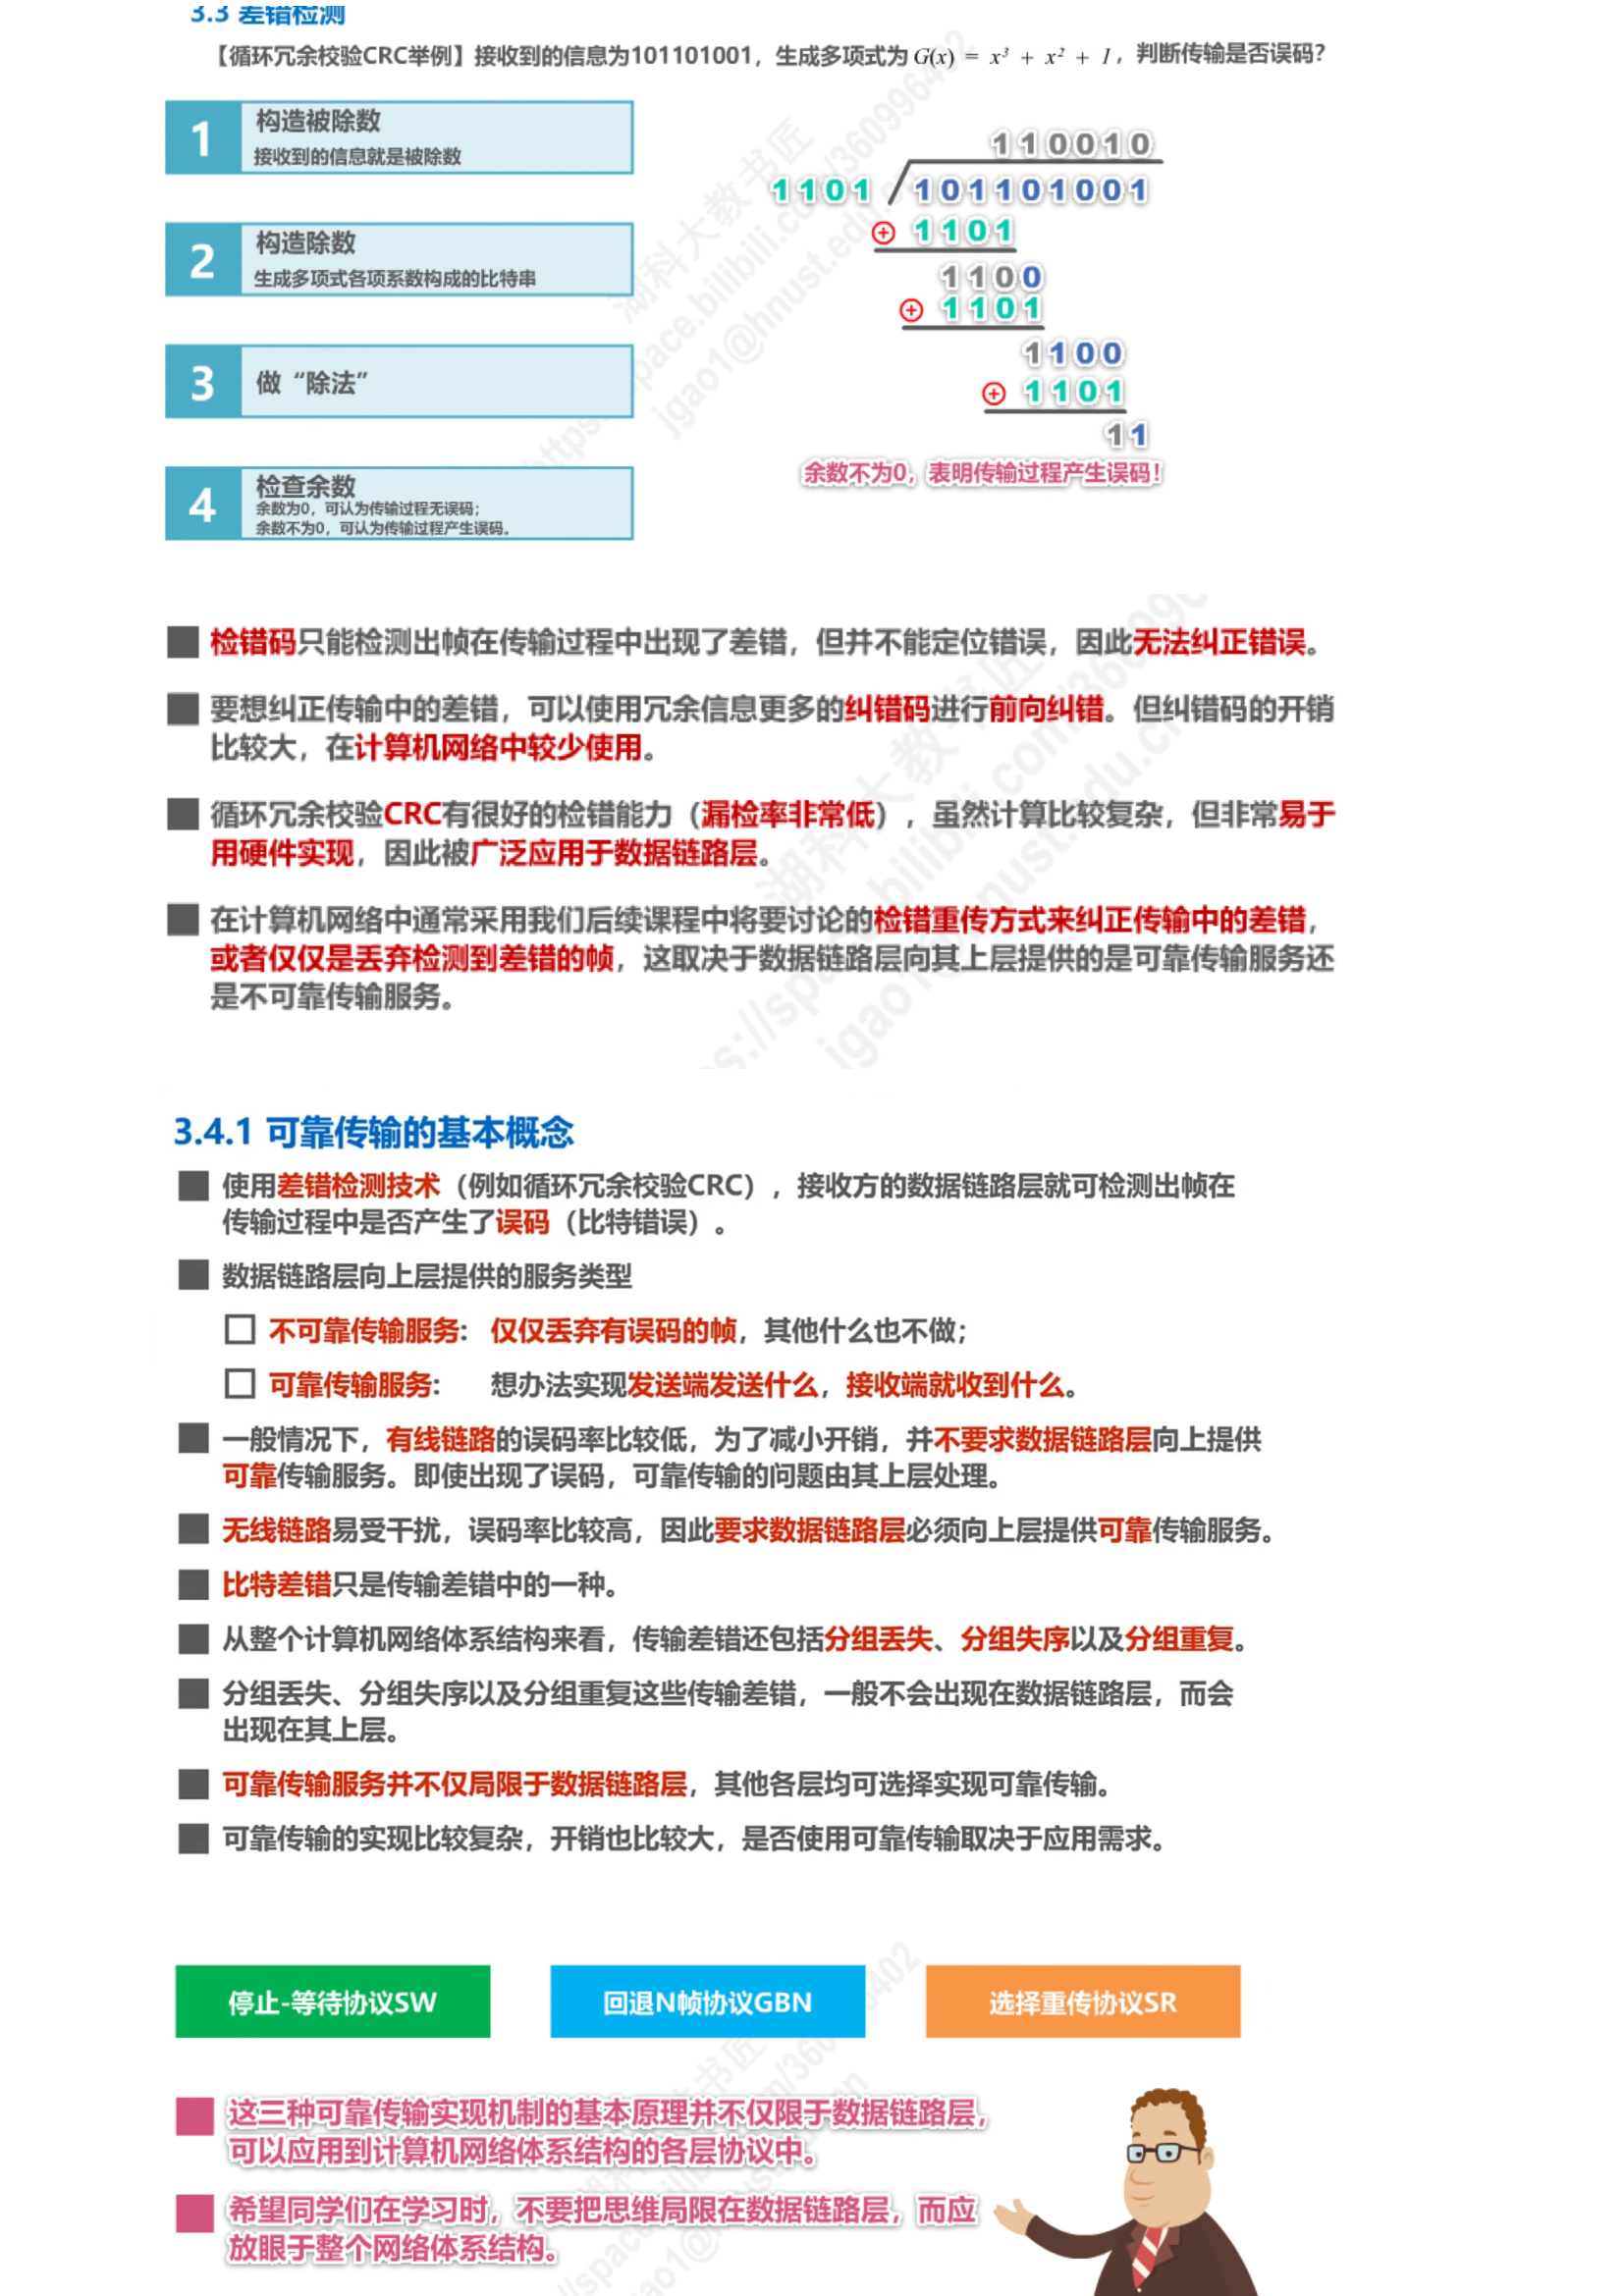 3.3 差错检测
【循环冗余校验CRC举例】接收到的信息为101101001，生成多项式为 G(x) = x³ + x² + 1，判断传输是否误码？
1
构造被除数
接收到的信息就是被除数
2
构造除数
生成多项式各项系数构成的比特串
3
做“除法”
4
检查余数
余数为0，可认为传输过程无误码；
余数不为0，可认为传输过程产生误码。
110010
1101 101101001
⊕ 1101
1100
⊕ 1101
1100
⊕ 1101
11
余数不为0，表明传输过程产生误码！
检错码只能检测出帧在传输过程中出现了差错，但并不能定位错误，因此无法纠正错误。
要想纠正传输中的差错，可以使用冗余信息更多的纠错码进行前向纠错。但纠错码的开销
比较大，在计算机网络中较少使用。
循环冗余校验CRC有很好的检错能力（漏检率非常低），虽然计算比较复杂，但非常易于
用硬件实现，因此被广泛应用于数据链路层。
在计算机网络中通常采用我们后续课程中将要讨论的检错重传方式来纠正传输中的差错，
或者仅仅是丢弃检测到差错的帧，这取决于数据链路层向其上层提供的是可靠传输服务还
是不可靠传输服务。
3.4.1 可靠传输的基本概念
使用差错检测技术（例如循环冗余校验CRC），接收方的数据链路层就可检测出帧在
传输过程中是否产生了误码（比特错误）。
数据链路层向上层提供的服务类型
不可靠传输服务：仅仅丢弃有误码的帧，其他什么也不做；
可靠传输服务：想办法实现发送端发送什么，接收端就收到什么。
一般情况下，有线链路的误码率比较低，为了减小开销，并不要求数据链路层向上提供
可靠传输服务。即使出现了误码，可靠传输的问题由其上层处理。
无线链路易受干扰，误码率比较高，因此要求数据链路层必须向上层提供可靠传输服务。
比特差错只是传输差错中的一种。
从整个计算机网络体系结构来看，传输差错还包括分组丢失、分组失序以及分组重复。
分组丢失、分组失序以及分组重复这些传输差错，一般不会出现在数据链路层，而会
出现在其上层。
可靠传输服务并不仅局限于数据链路层，其他各层均可选择实现可靠传输。
可靠传输的实现比较复杂，开销也比较大，是否使用可靠传输取决于应用需求。
停止-等待协议SW
回退N帧协议GBN
选择重传协议SR
这三种可靠传输实现机制的基本原理并不仅限于数据链路层，
可以应用到计算机网络体系结构的各层协议中。
希望同学们在学习时，不要把思维局限在数据链路层，而应
放眼于整个网络体系结构。